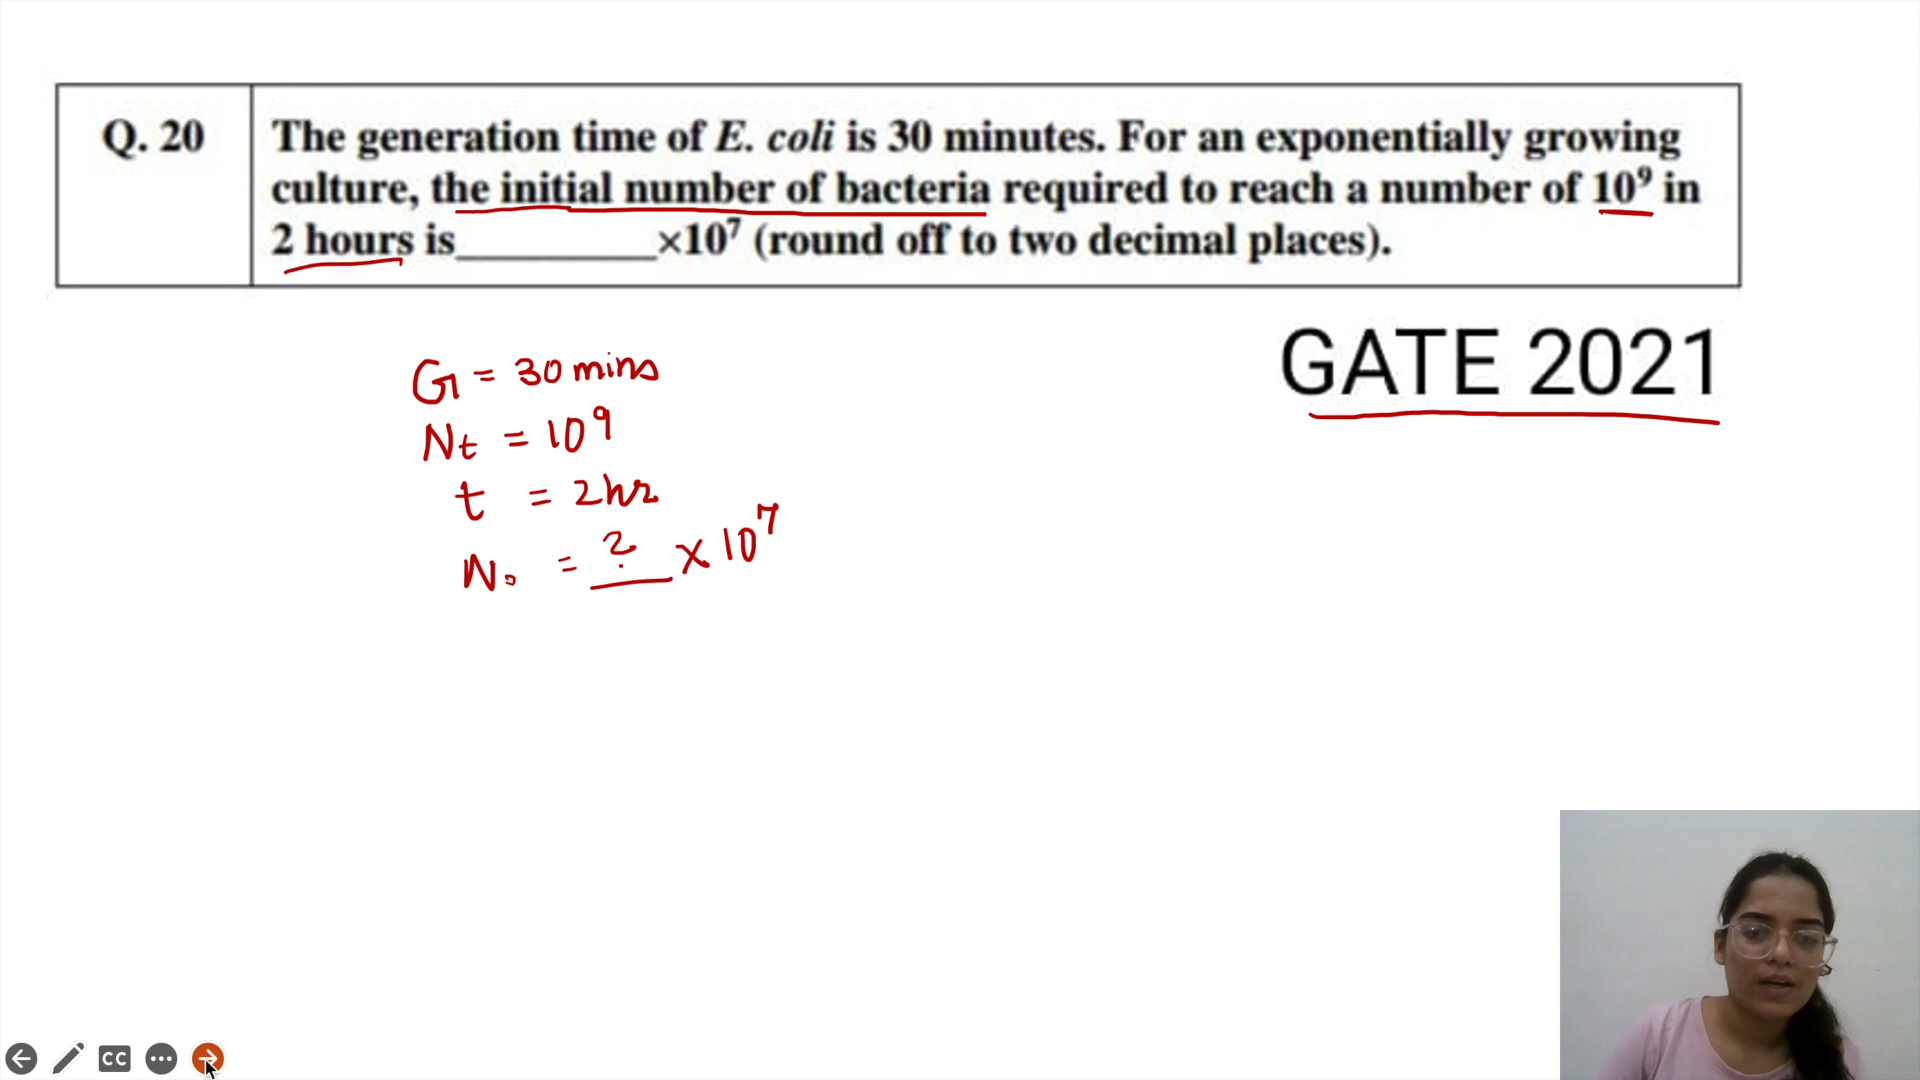 Q. 20
The generation time of E. coli is 30 minutes. For an exponentially growing
culture, the initial number of bacteria required to reach a number of 10⁹ in
2 hours is__________×10⁷ (round off to two decimal places).
GATE 2021
G = 30 mins
Nt = 10⁹
t = 2hr
N₀ = ? × 10⁷
CC